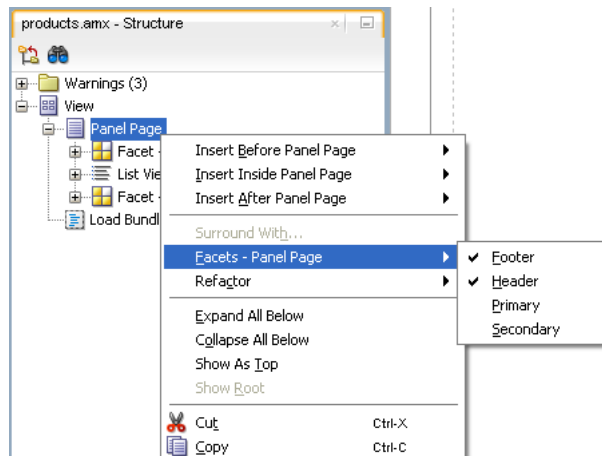 products.amx - Structure
Warnings (3)
View
Panel Page
Facet -
List Vie
Facet -
Load Bundl
Insert Before Panel Page
Insert Inside Panel Page
Insert After Panel Page
Surround With...
Facets - Panel Page
Refactor
Expand All Below
Collapse All Below
Show As Top
Show Root
Cut Ctrl-X
Copy Ctrl-C
Footer
Header
Primary
Secondary